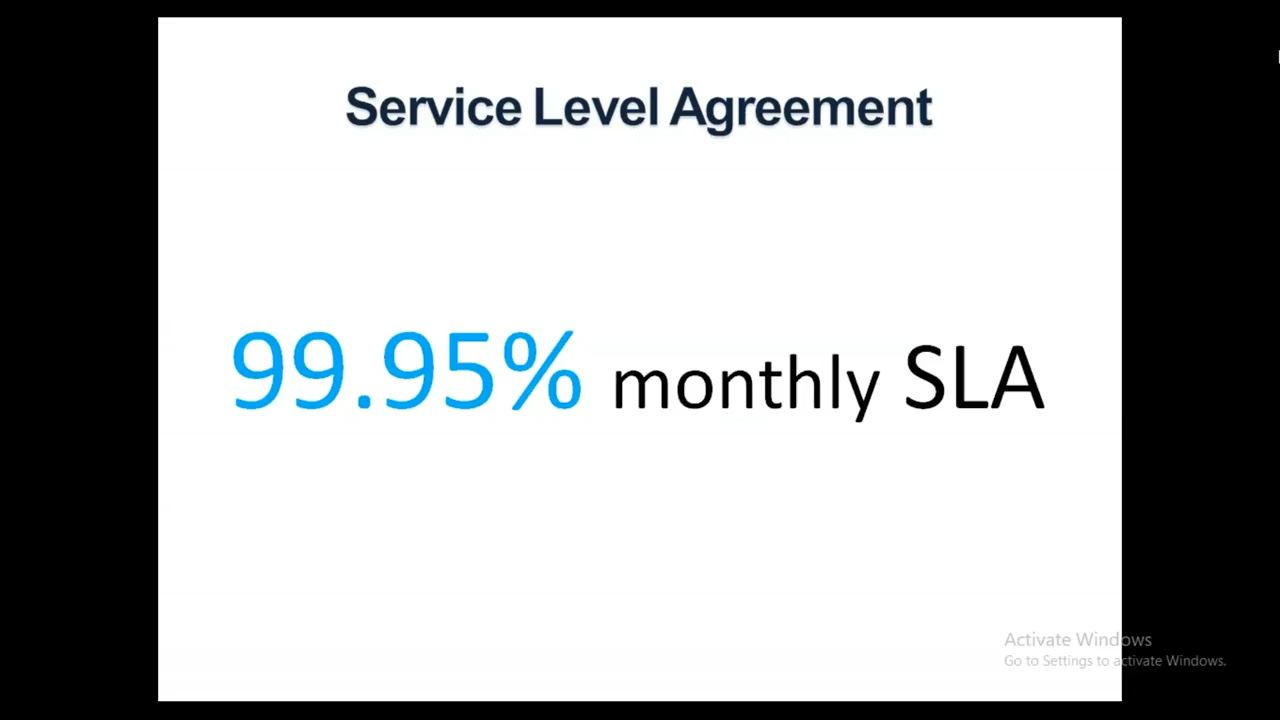 Service Level Agreement
99.95% monthly SLA
Activate Windows
Go to Settings to activate Windows.